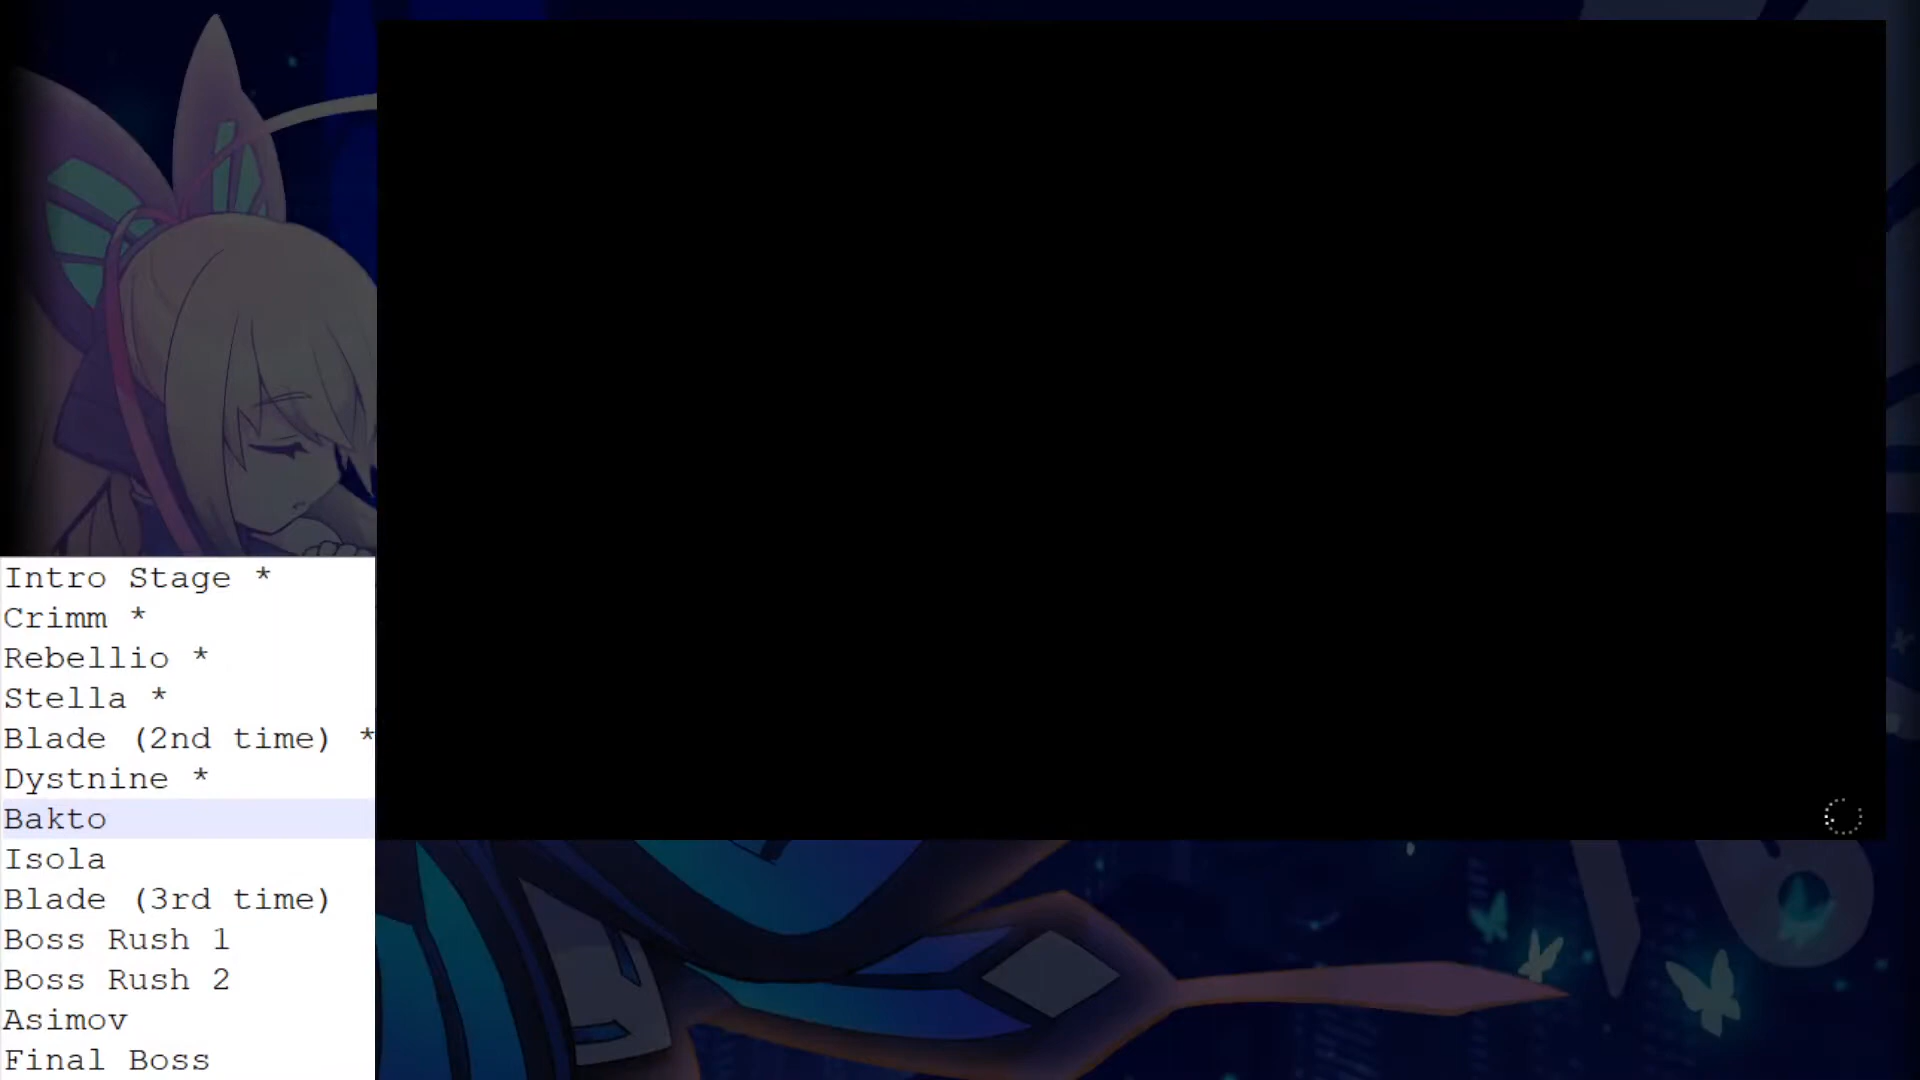 Intro Stage *
Crimm *
Rebellio *
Stella *
Blade (2nd time) *
Dystnine *
Bakto
Isola
Blade (3rd time)
Boss Rush 1
Boss Rush 2
Asimov
Final Boss